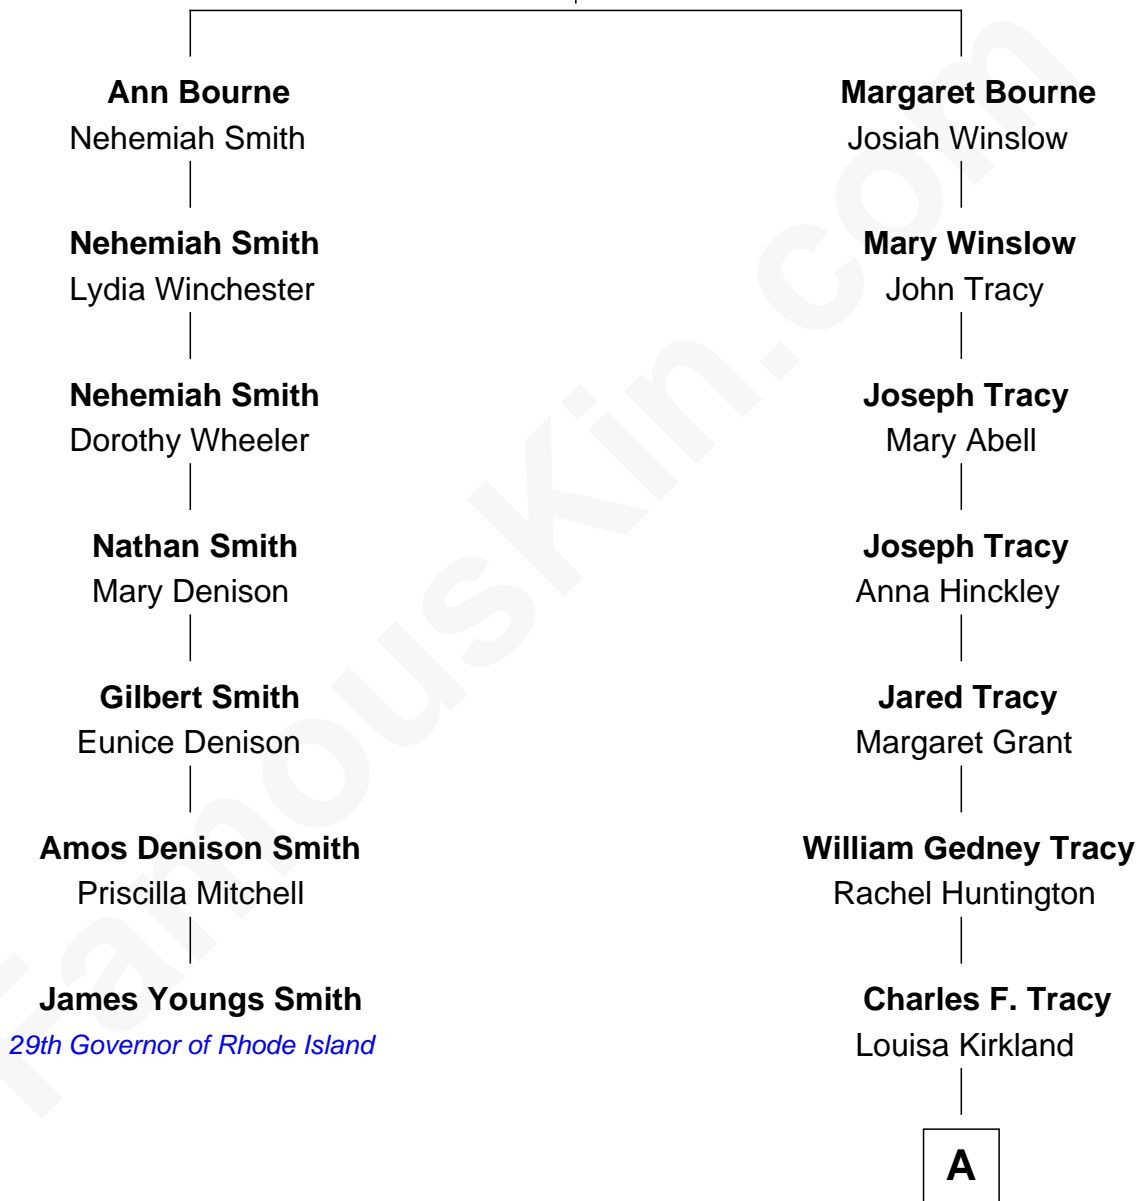 Ann Bourne
Nehemiah Smith
Margaret Bourne
Josiah Winslow
Nehemiah Smith
Lydia Winchester
Mary Winslow
John Tracy
Nehemiah Smith
Dorothy Wheeler
Joseph Tracy
Mary Abell
Nathan Smith
Mary Denison
Joseph Tracy
Anna Hinckley
Gilbert Smith
Eunice Denison
Jared Tracy
Margaret Grant
Amos Denison Smith
Priscilla Mitchell
William Gedney Tracy
Rachel Huntington
James Youngs Smith
29th Governor of Rhode Island
Charles F. Tracy
Louisa Kirkland
A
FamousKin.com